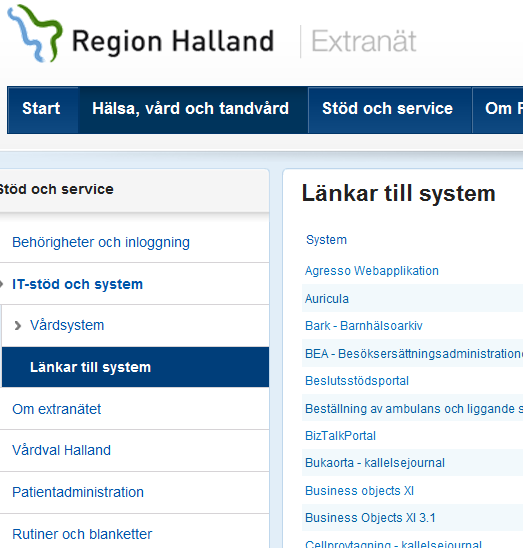 Region Halland
Extranät
Start
Hälsa, vård och tandvård
Stöd och service
Om
Stöd och service
Behörigheter och inloggning
IT-stöd och system
Vårdsystem
Länkar till system
Om extranätet
Vårdval Halland
Patientadministration
Rutiner och blanketter
Länkar till system
System
Agresso Webapplikation
Auricula
Bark - Barnhälsoarkiv
BEA - Besöksersättningsadministratione
Beslutsstödsportal
Beställning av ambulans och liggande s
BizTalkPortal
Bukaorta - kallelsejournal
Business objects XI
Business Objects XI 3.1
Cellprovtagning - kallelsejournal